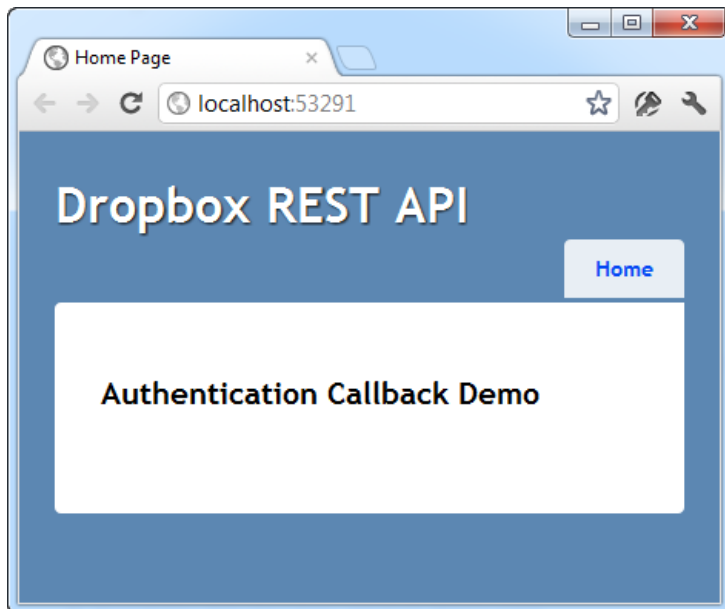 Home Page
localhost:53291
Dropbox REST API
Home
Authentication Callback Demo